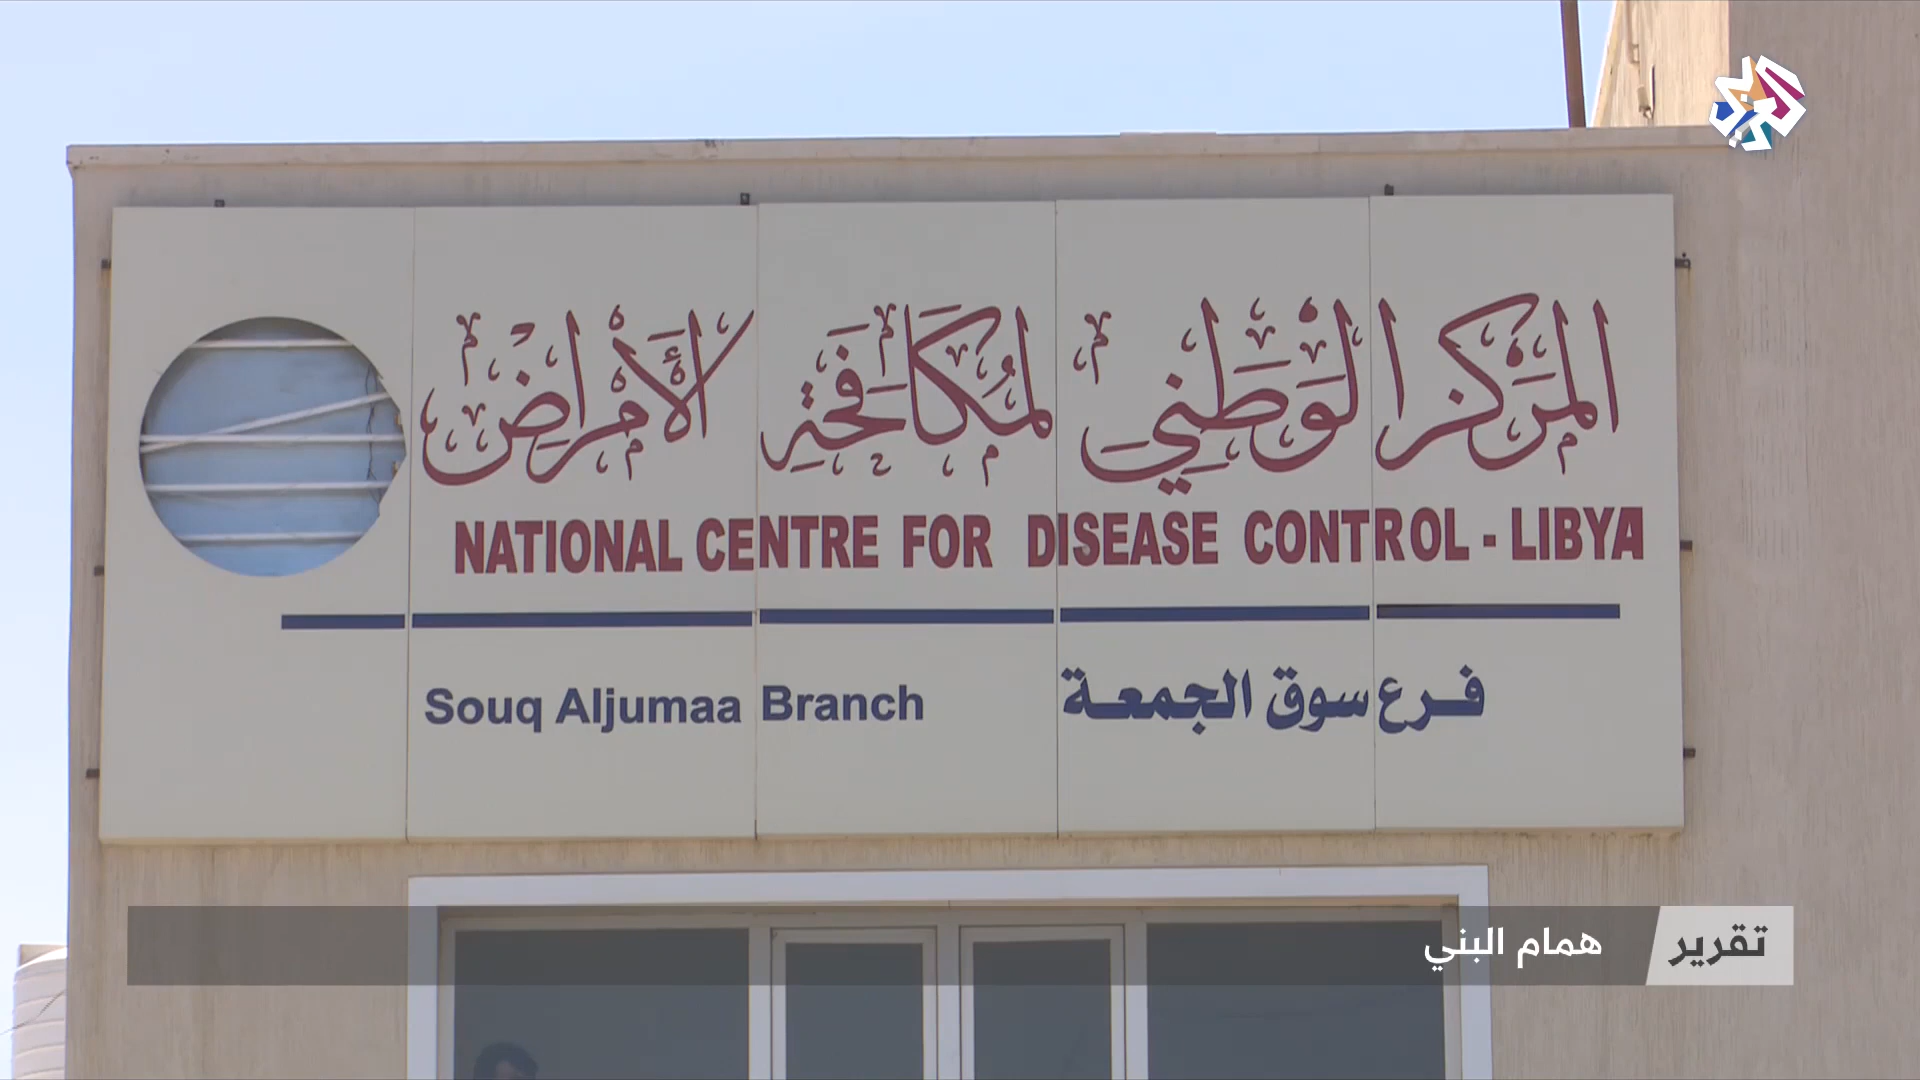 العربي
المركز الوطني لمكافحة الأمراض
NATIONAL CENTRE FOR DISEASE CONTROL - LIBYA
فرع سوق الجمعة
Souq Aljumaa Branch
تقرير
همام البني